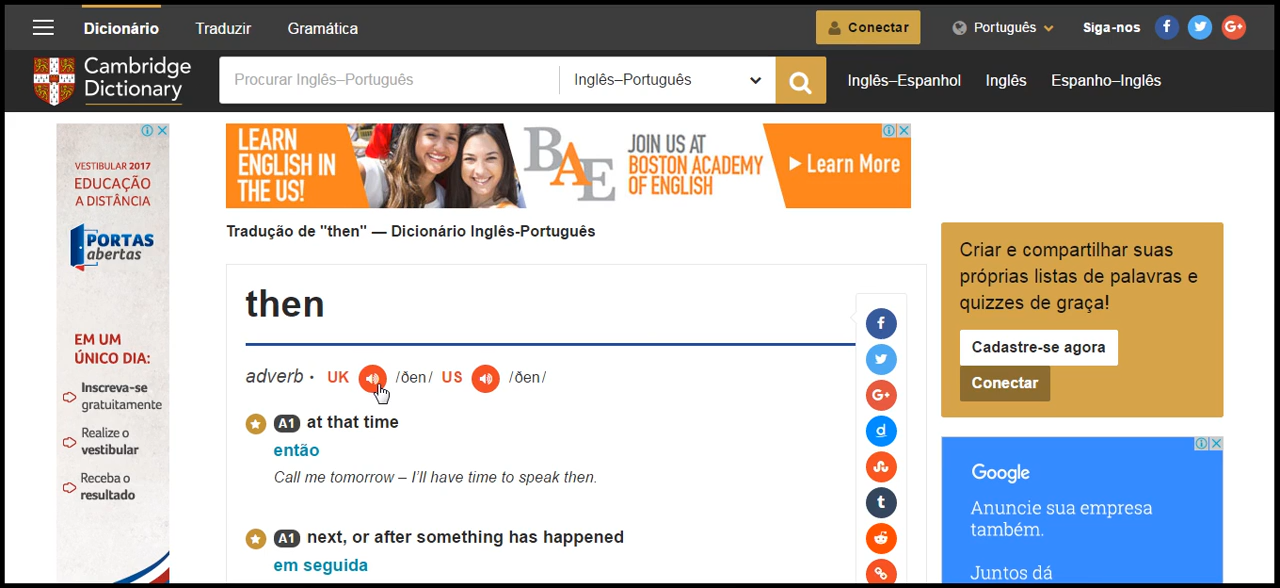 Dicionário Traduzir Gramática Conectar Português Siga-nos f G+
Cambridge
Dictionary
Procurar Inglês–Português Inglês–Português Inglês–Espanhol Inglês Espanho–Inglês
VESTIBULAR 2017
EDUCAÇÃO
A DISTÂNCIA
PORTAS
abertas
EM UM
ÚNICO DIA:
Inscreva-se
gratuitamente
Realize o
vestibular
Receba o
resultado
LEARN
ENGLISH IN
THE US!
BAE
JOIN US AT
BOSTON ACADEMY
OF ENGLISH
Learn More
Tradução de "then" — Dicionário Inglês-Português
then
adverb · UK /ðen/ US /ðen/
A1 at that time
então
Call me tomorrow – I'll have time to speak then.
A1 next, or after something has happened
em seguida
f
G+
d
t
Criar e compartilhar suas
próprias listas de palavras e
quizzes de graça!
Cadastre-se agora
Conectar
Google
Anuncie sua empresa
também.
Juntos dá